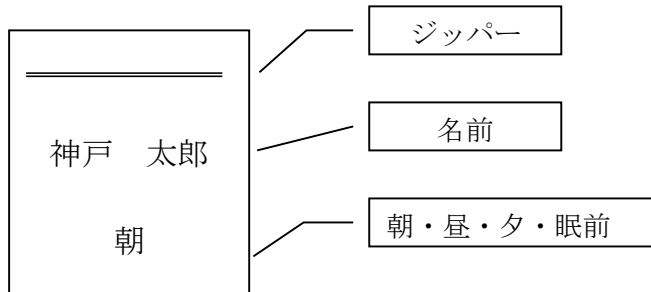 ジッパー
名前
神戸　太郎
朝・昼・夕・眠前
朝